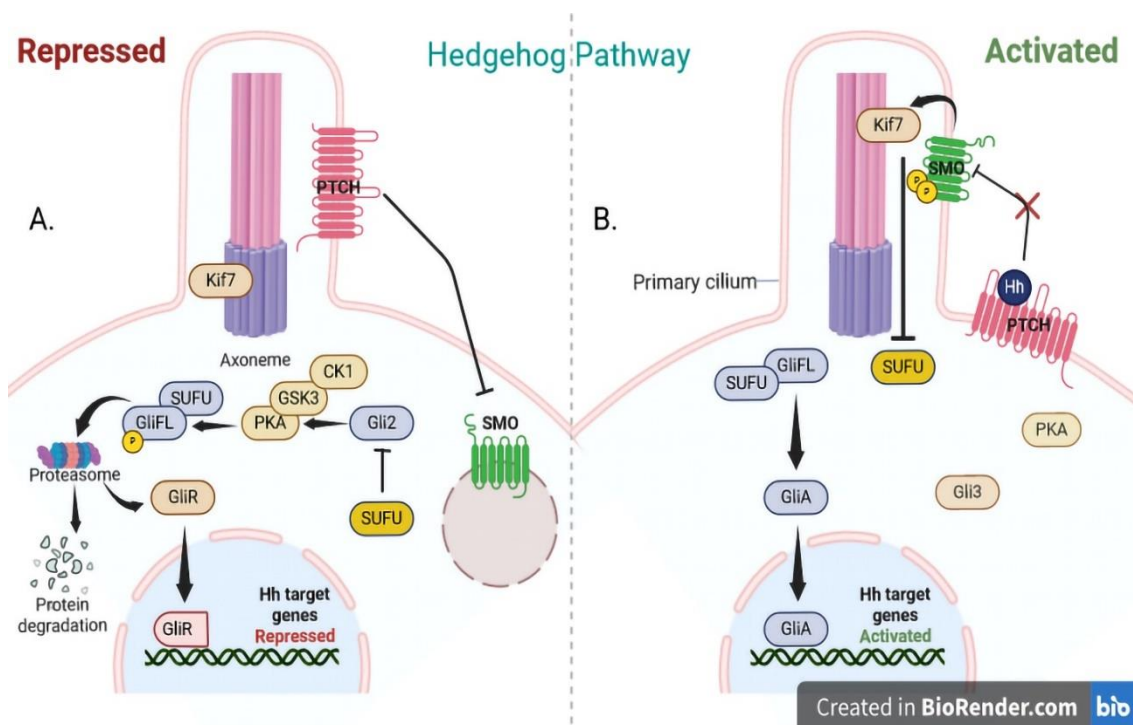 Repressed
Hedgehog Pathway
Activated
A.
PTCH
Kif7
Axoneme
CK1
GSK3
PKA
SUFU
GliFL
P
Gli2
SMO
Proteasome
GliR
SUFU
Protein
degradation
Hh target
genes
Repressed
GliR
B.
Kif7
SMO
P
P
Primary cilium
Hh
PTCH
GliFL
SUFU
SUFU
PKA
GliA
Gli3
Hh target
genes
Activated
GliA
Created in BioRender.com bio